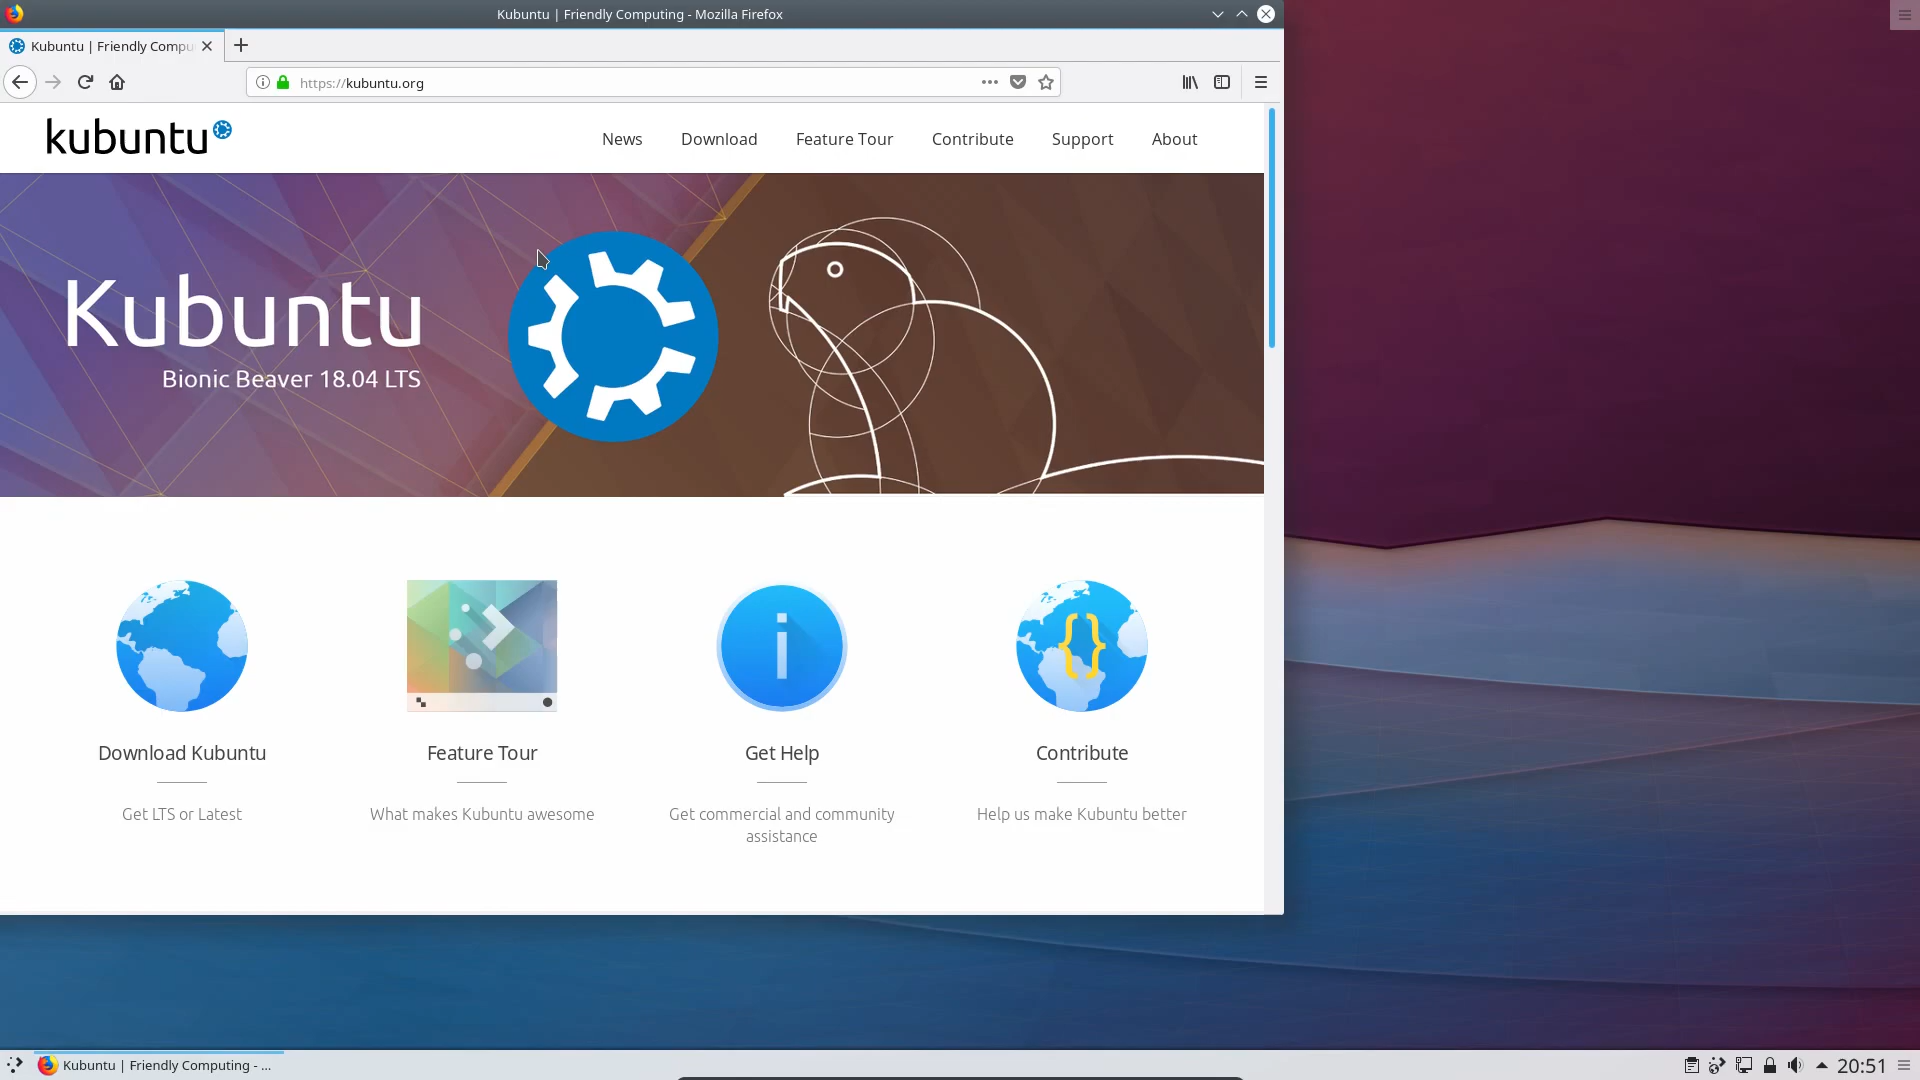 Kubuntu | Friendly Computing - Mozilla Firefox
Kubuntu | Friendly Compu
https://kubuntu.org
kubuntu
News Download Feature Tour Contribute Support About
Kubuntu
Bionic Beaver 18.04 LTS
i
{}
Download Kubuntu
Get LTS or Latest
Feature Tour
What makes Kubuntu awesome
Get Help
Get commercial and community
assistance
Contribute
Help us make Kubuntu better
Kubuntu | Friendly Computing - ...
20:51